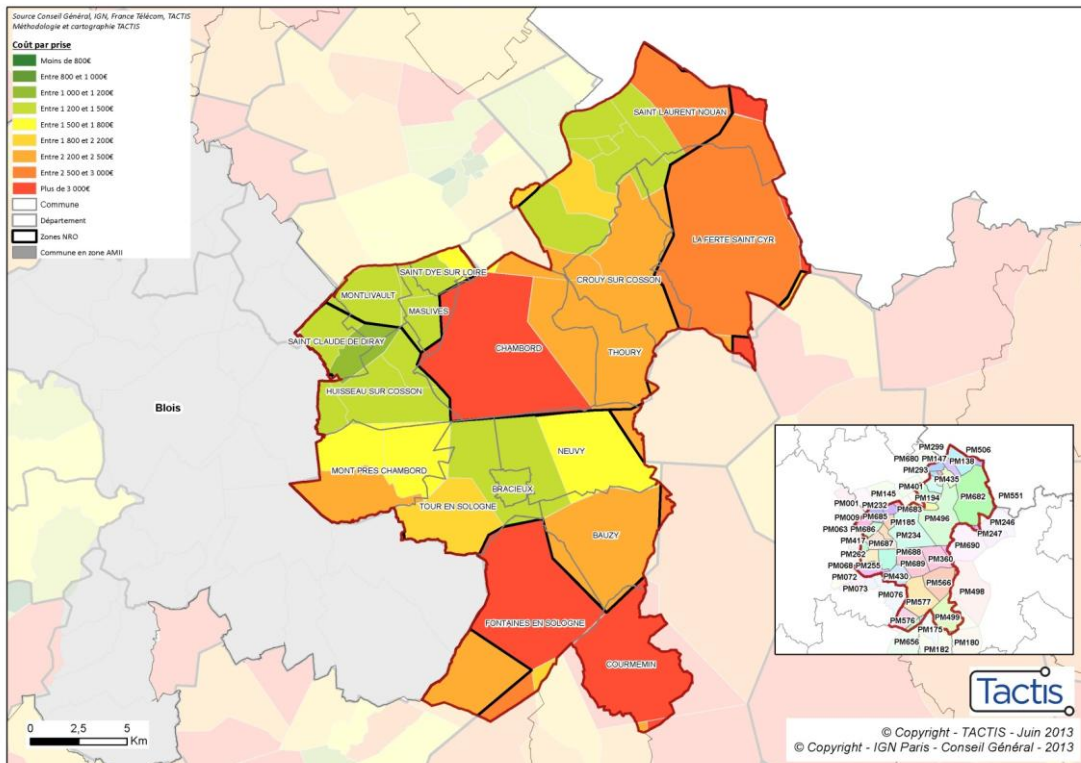 Source Conseil Général, IGN, France Télécom, TACTIS
Méthodologie et cartographie TACTIS
Coût par prise
Moins de 800€
Entre 800 et 1 000€
Entre 1 000 et 1 200€
Entre 1 200 et 1 500€
Entre 1 500 et 1 800€
Entre 1 800 et 2 200€
Entre 2 200 et 2 500€
Entre 2 500 et 3 000€
Plus de 3 000€
Commune
Département
Zones NRO
Commune en zone AMII
SAINT LAURENT NOUAN
LA FERTE SAINT CYR
SAINT DYE SUR LOIRE
CROUY SUR COSSON
MONTLIVAULT
MASLIVES
SAINT CLAUDE DE DIRAY
CHAMBORD
THOURY
HUISSEAU SUR COSSON
Blois
NEUVY
MONT PRES CHAMBORD
BRACIEUX
TOUR EN SOLOGNE
BAUZY
FONTAINES EN SOLOGNE
COURMEMIN
PM299
PM506
PM680 PM147
PM138
PM293
PM435
PM401
PM145
PM682
PM551
PM001
PM232
PM194
PM683
PM009
PM685
PM496
PM246
PM185
PM063
PM686
PM247
PM234
PM417
PM687
PM690
PM262
PM688
PM360
PM068
PM255
PM689
PM072
PM430
PM566
PM073
PM076
PM498
PM577
PM576
PM499
PM175
PM656
PM180
PM182
Tactis
0 2,5 5
Km
© Copyright - TACTIS - Juin 2013
© Copyright - IGN Paris - Conseil Général - 2013